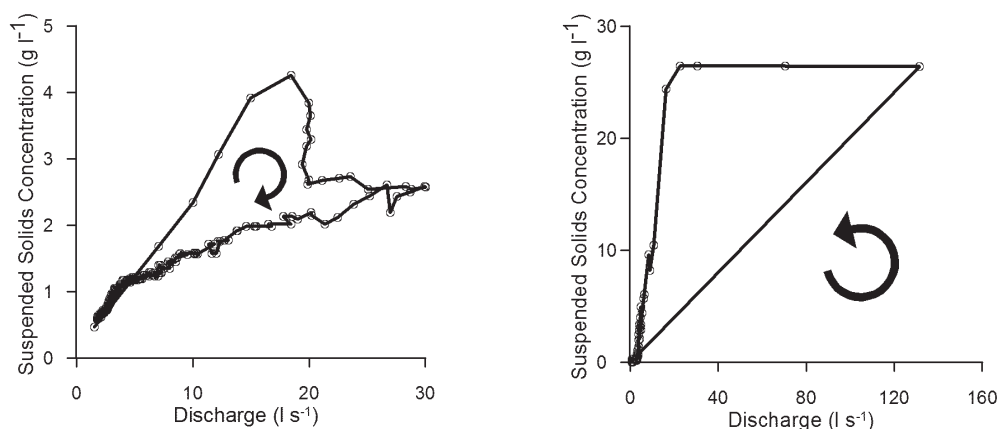 Suspended Solids Concentration (g l⁻¹)
5
4
3
2
1
0
0 10 20 30
Discharge (l s⁻¹)
Suspended Solids Concentration (g l⁻¹)
30
20
10
0
0 40 80 120 160
Discharge (l s⁻¹)